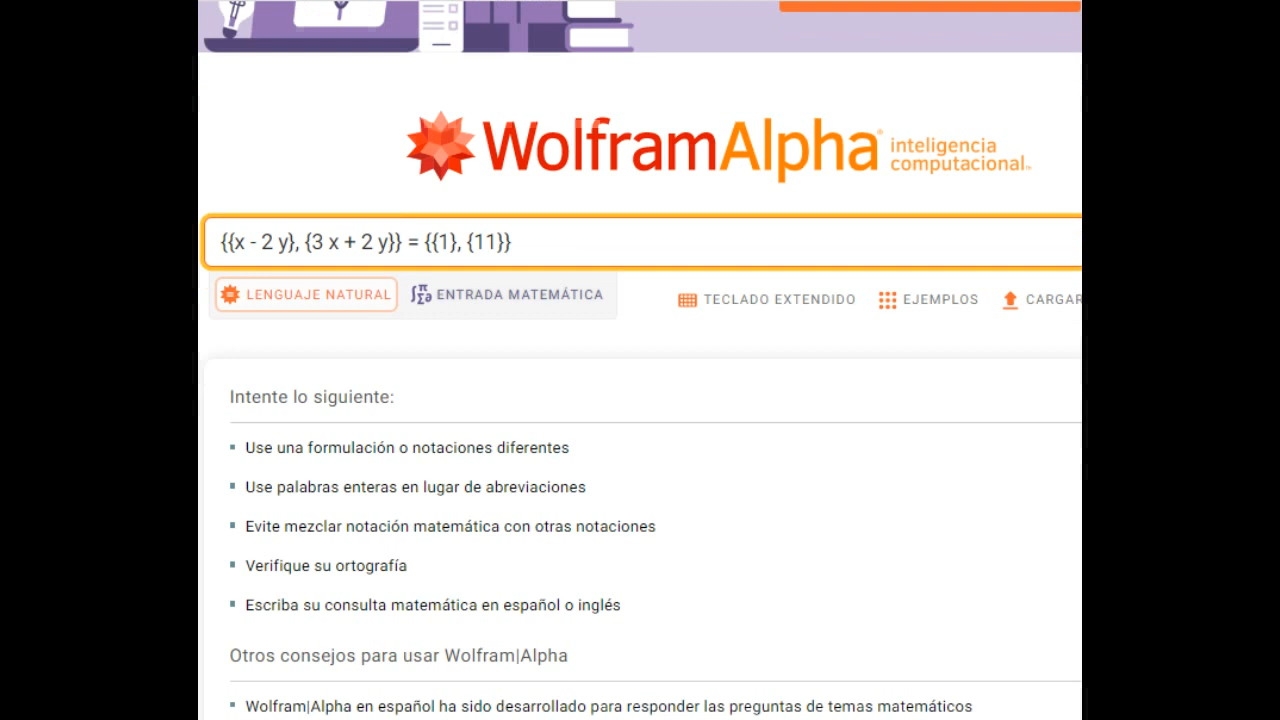 WolframAlpha inteligencia computacional
{{x - 2 y}, {3 x + 2 y}} = {{1}, {11}}
LENGUAJE NATURAL ENTRADA MATEMÁTICA TECLADO EXTENDIDO EJEMPLOS CARGAR
Intente lo siguiente:
Use una formulación o notaciones diferentes
Use palabras enteras en lugar de abreviaciones
Evite mezclar notación matemática con otras notaciones
Verifique su ortografía
Escriba su consulta matemática en español o inglés
Otros consejos para usar Wolfram|Alpha
Wolfram|Alpha en español ha sido desarrollado para responder las preguntas de temas matemáticos